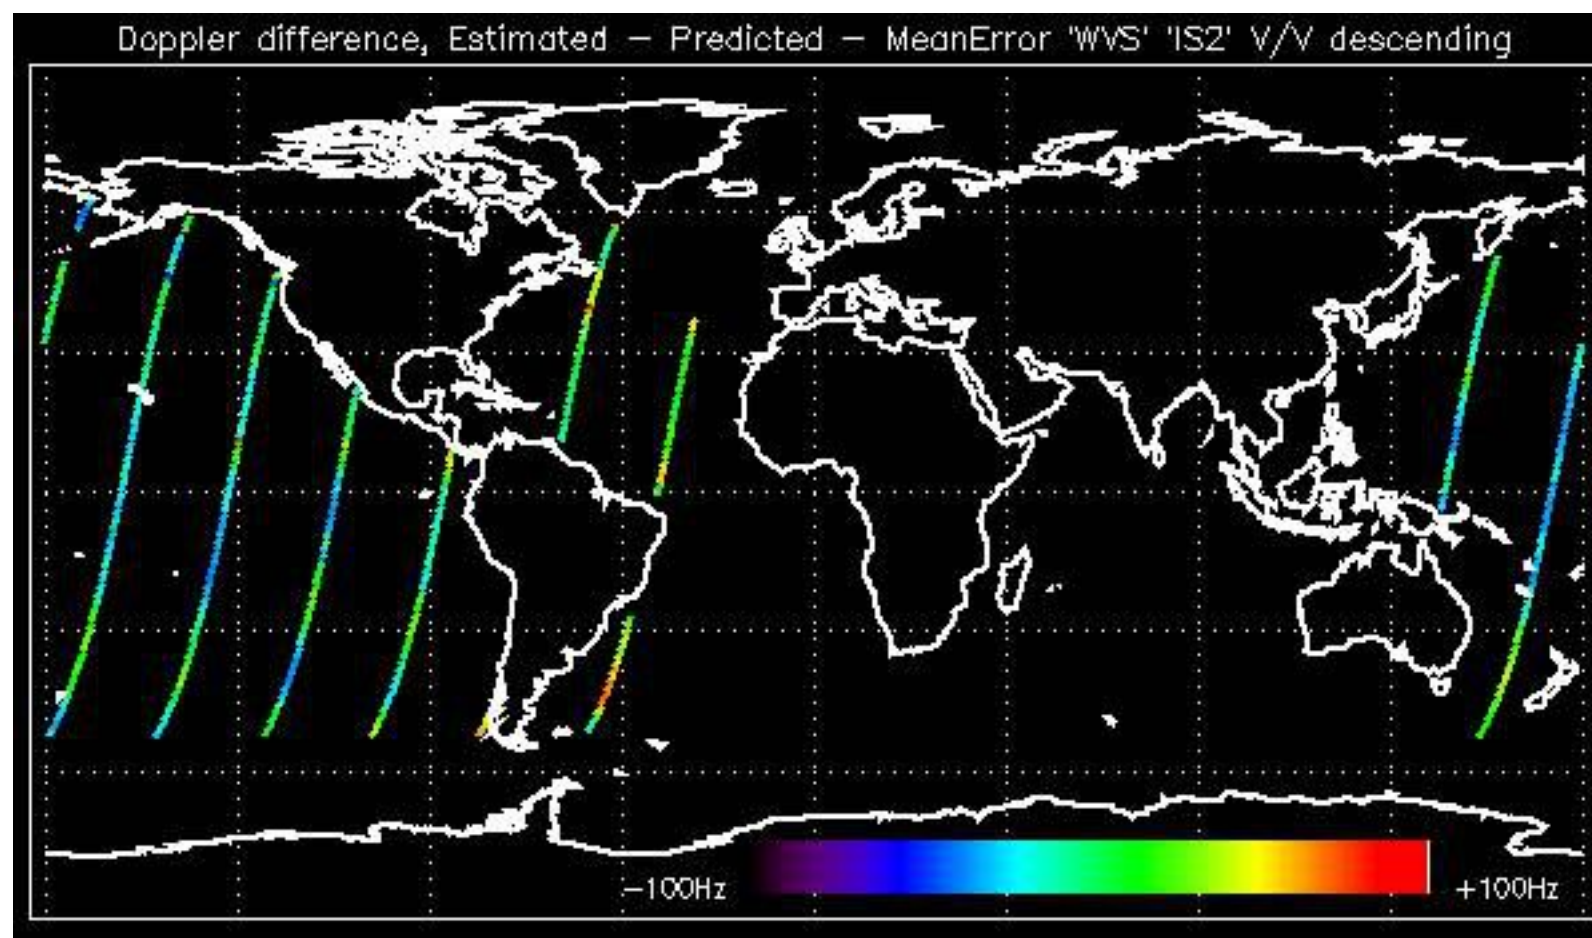 Doppler difference, Estimated – Predicted – MeanError 'WVS' 'IS2' V/V descending
–100Hz
+100Hz